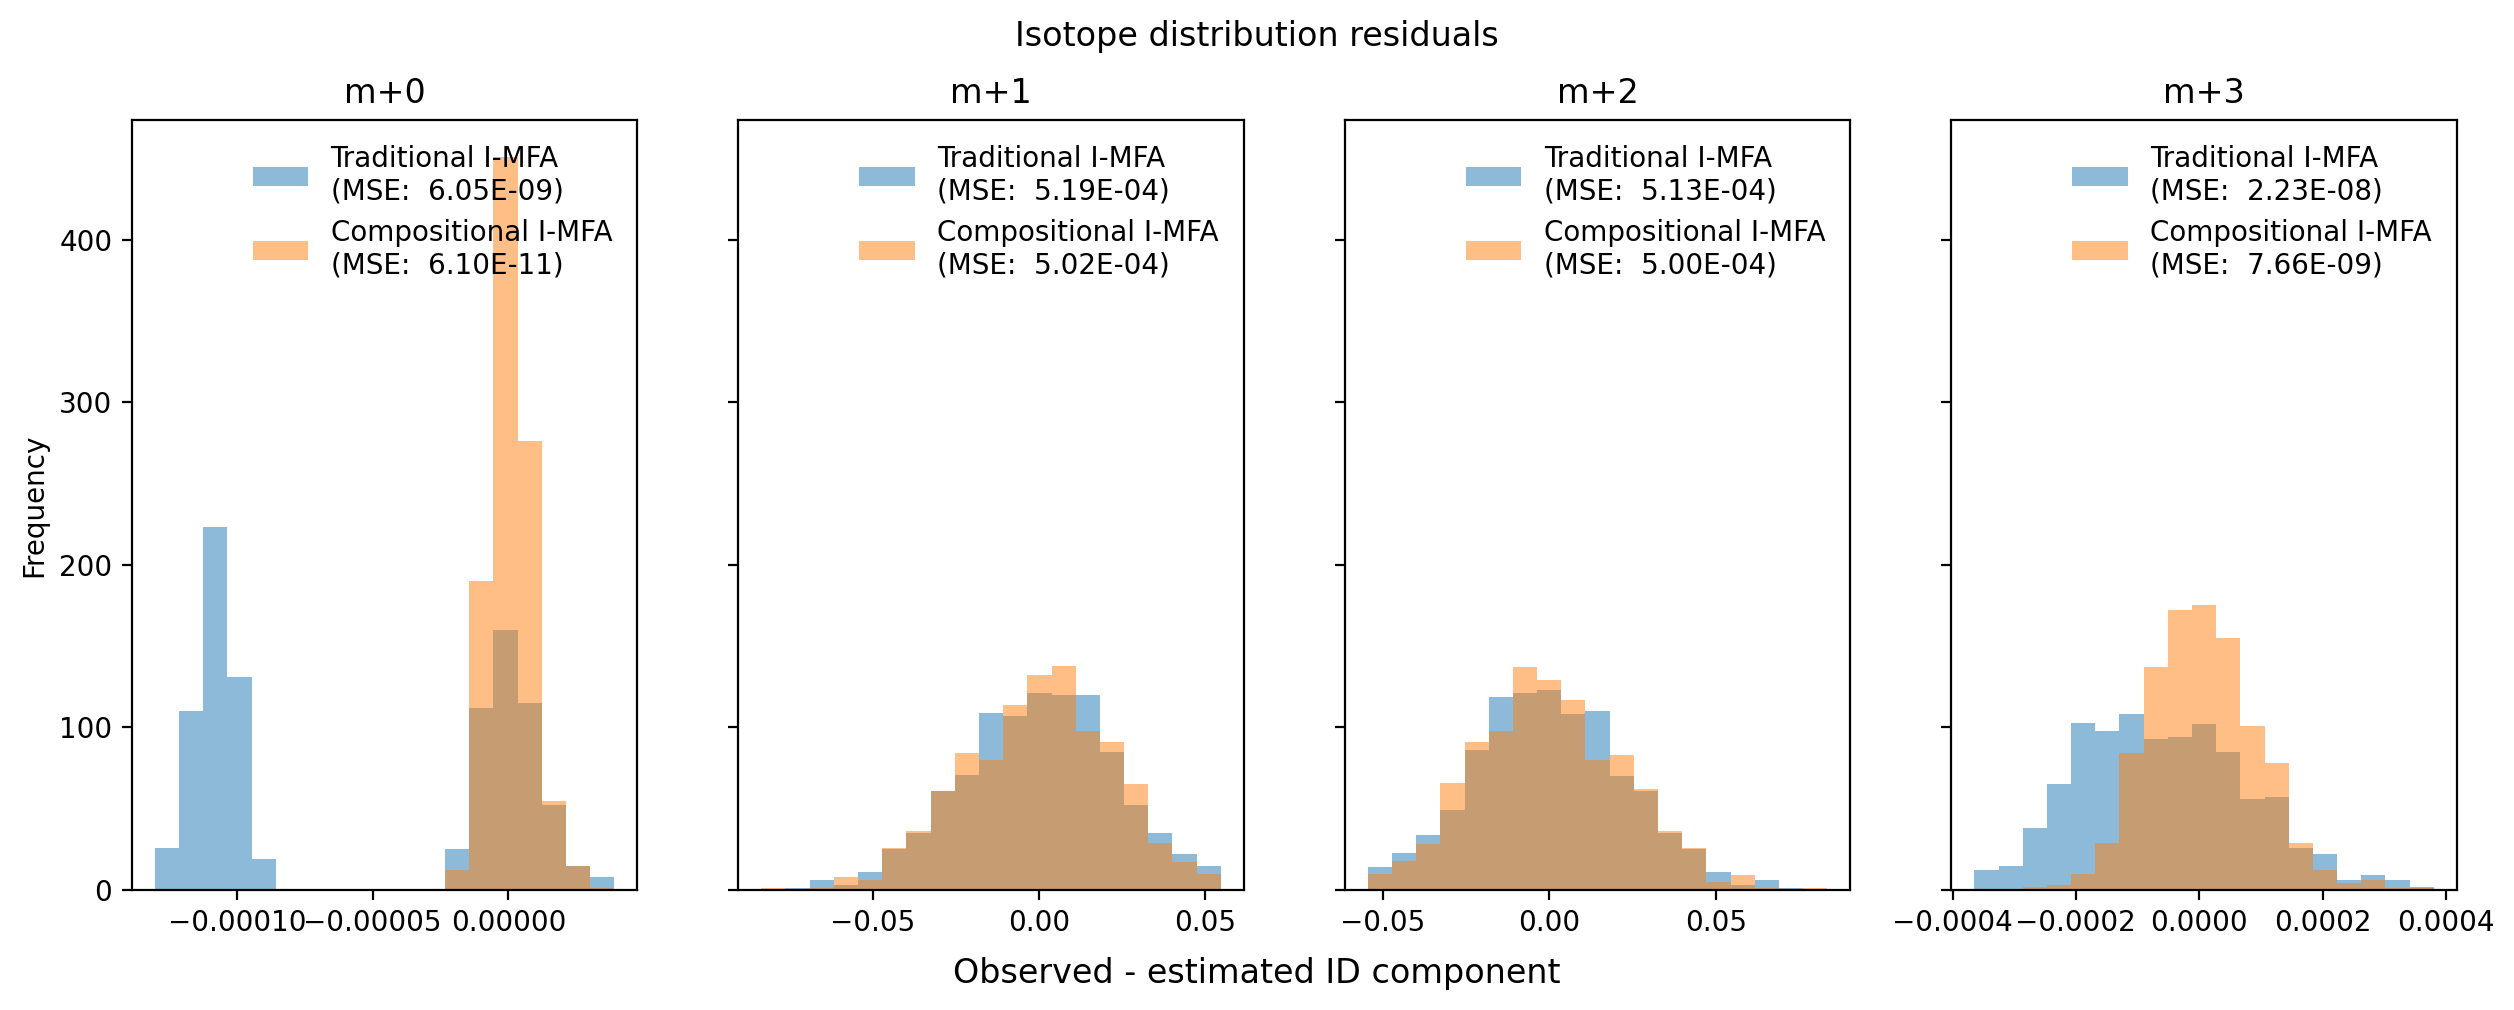 Isotope distribution residuals
m+0
m+1
m+2
m+3
Traditional I-MFA
(MSE:  6.05E-09)
Compositional I-MFA
(MSE:  6.10E-11)
Traditional I-MFA
(MSE:  5.19E-04)
Compositional I-MFA
(MSE:  5.02E-04)
Traditional I-MFA
(MSE:  5.13E-04)
Compositional I-MFA
(MSE:  5.00E-04)
Traditional I-MFA
(MSE:  2.23E-08)
Compositional I-MFA
(MSE:  7.66E-09)
Frequency
400
300
200
100
0
−0.00010 −0.00005 0.00000
−0.05 0.00 0.05
−0.05 0.00 0.05
−0.0004 −0.0002 0.0000 0.0002 0.0004
Observed - estimated ID component